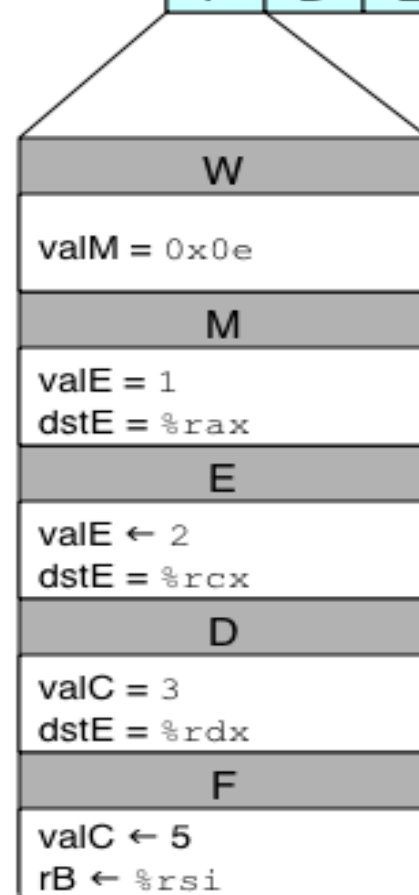 W
valM = 0x0e
M
valE = 1
dstE = %rax
E
valE ← 2
dstE = %rcx
D
valC = 3
dstE = %rdx
F
valC ← 5
rB ← %rsi